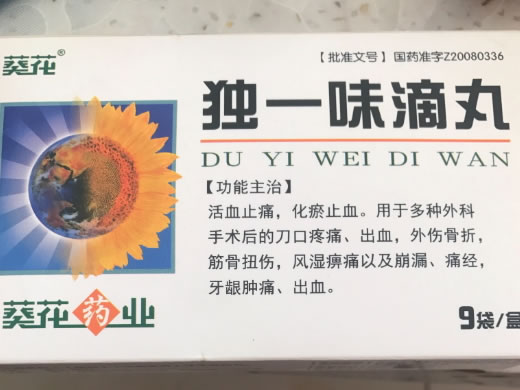 葵花®
【批准文号】国药准字Z20080336
独一味滴丸
DU YI WEI DI WAN
【功能主治】
活血止痛，化瘀止血。用于多种外科
手术后的刀口疼痛、出血，外伤骨折，
筋骨扭伤，风湿痹痛以及崩漏、痛经，
牙龈肿痛、出血。
葵花药业
9袋/盒